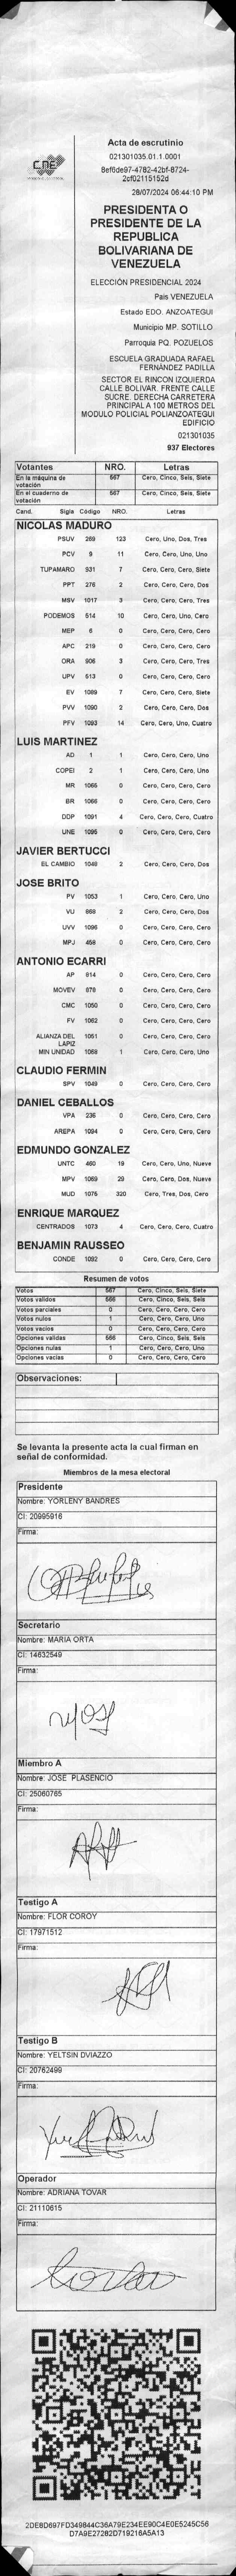 CNE
Acta de escrutinio
021301035.01.1.0001
8ef6de97-4782-42bf-8724-
2cf02115152d
28/07/2024 06:44:10 PM
PRESIDENTA O
PRESIDENTE DE LA
REPUBLICA
BOLIVARIANA DE
VENEZUELA
ELECCIÓN PRESIDENCIAL 2024
Pais VENEZUELA
Estado EDO. ANZOATEGUI
Municipio MP. SOTILLO
Parroquia PQ. POZUELOS
ESCUELA GRADUADA RAFAEL
FERNÁNDEZ PADILLA
SECTOR EL RINCON IZQUIERDA
CALLE BOLIVAR. FRENTE CALLE
SUCRE. DERECHA CARRETERA
PRINCIPAL A 100 METROS DEL
MODULO POLICIAL POLIANZOATEGUI
EDIFICIO
021301035
937 Electores
Votantes NRO. Letras
En la máquina de votación 567 Cero, Cinco, Seis, Siete
En el cuaderno de votación 567 Cero, Cinco, Seis, Siete
Cand. Sigla Código NRO. Letras
NICOLAS MADURO
PSUV 269 123 Cero, Uno, Dos, Tres
PCV 9 11 Cero, Cero, Uno, Uno
TUPAMARO 931 7 Cero, Cero, Cero, Siete
PPT 276 2 Cero, Cero, Cero, Dos
MSV 1017 3 Cero, Cero, Cero, Tres
PODEMOS 514 10 Cero, Cero, Uno, Cero
MEP 6 0 Cero, Cero, Cero, Cero
APC 219 0 Cero, Cero, Cero, Cero
ORA 906 3 Cero, Cero, Cero, Tres
UPV 513 0 Cero, Cero, Cero, Cero
EV 1089 7 Cero, Cero, Cero, Siete
PVV 1090 2 Cero, Cero, Cero, Dos
PFV 1093 14 Cero, Cero, Uno, Cuatro
LUIS MARTINEZ
AD 1 1 Cero, Cero, Cero, Uno
COPEI 2 1 Cero, Cero, Cero, Uno
MR 1065 0 Cero, Cero, Cero, Cero
BR 1066 0 Cero, Cero, Cero, Cero
DDP 1091 4 Cero, Cero, Cero, Cuatro
UNE 1095 0 Cero, Cero, Cero, Cero
JAVIER BERTUCCI
EL CAMBIO 1048 2 Cero, Cero, Cero, Dos
JOSE BRITO
PV 1053 1 Cero, Cero, Cero, Uno
VU 868 2 Cero, Cero, Cero, Dos
UVV 1096 0 Cero, Cero, Cero, Cero
MPJ 458 0 Cero, Cero, Cero, Cero
ANTONIO ECARRI
AP 814 0 Cero, Cero, Cero, Cero
MOVEV 979 0 Cero, Cero, Cero, Cero
CMC 1050 0 Cero, Cero, Cero, Cero
FV 1062 0 Cero, Cero, Cero, Cero
ALIANZA DEL LAPIZ 1051 0 Cero, Cero, Cero, Cero
MIN UNIDAD 1068 1 Cero, Cero, Cero, Uno
CLAUDIO FERMIN
SPV 1049 0 Cero, Cero, Cero, Cero
DANIEL CEBALLOS
VPA 236 0 Cero, Cero, Cero, Cero
AREPA 1094 0 Cero, Cero, Cero, Cero
EDMUNDO GONZALEZ
UNTC 460 19 Cero, Cero, Uno, Nueve
MPV 1069 29 Cero, Cero, Dos, Nueve
MUD 1075 320 Cero, Tres, Dos, Cero
ENRIQUE MARQUEZ
CENTRADOS 1073 4 Cero, Cero, Cero, Cuatro
BENJAMIN RAUSSEO
CONDE 1092 0 Cero, Cero, Cero, Cero
Resumen de votos
Votos 567 Cero, Cinco, Seis, Siete
Votos validos 566 Cero, Cinco, Seis, Seis
Votos parciales 0 Cero, Cero, Cero, Cero
Votos nulos 1 Cero, Cero, Cero, Uno
Votos vacios 0 Cero, Cero, Cero, Cero
Opciones validas 566 Cero, Cinco, Seis, Seis
Opciones nulas 1 Cero, Cero, Cero, Uno
Opciones vacias 0 Cero, Cero, Cero, Cero
Observaciones:
Se levanta la presente acta la cual firman en
señal de conformidad.
Miembros de la mesa electoral
Presidente
Nombre: YORLENY BANDRES
CI: 20995916
Firma:
Secretario
Nombre: MARIA ORTA
CI: 14632549
Firma:
Miembro A
Nombre: JOSE PLASENCIO
CI: 25060765
Firma:
Testigo A
Nombre: FLOR COROY
CI: 17971512
Firma:
Testigo B
Nombre: YELTSIN DVIAZZO
CI: 20762499
Firma:
Operador
Nombre: ADRIANA TOVAR
CI: 21110615
Firma:
2DE8D697FD349844C36A79E234EE90C4E0E5245C56
D7A9E27282D719216A5A13